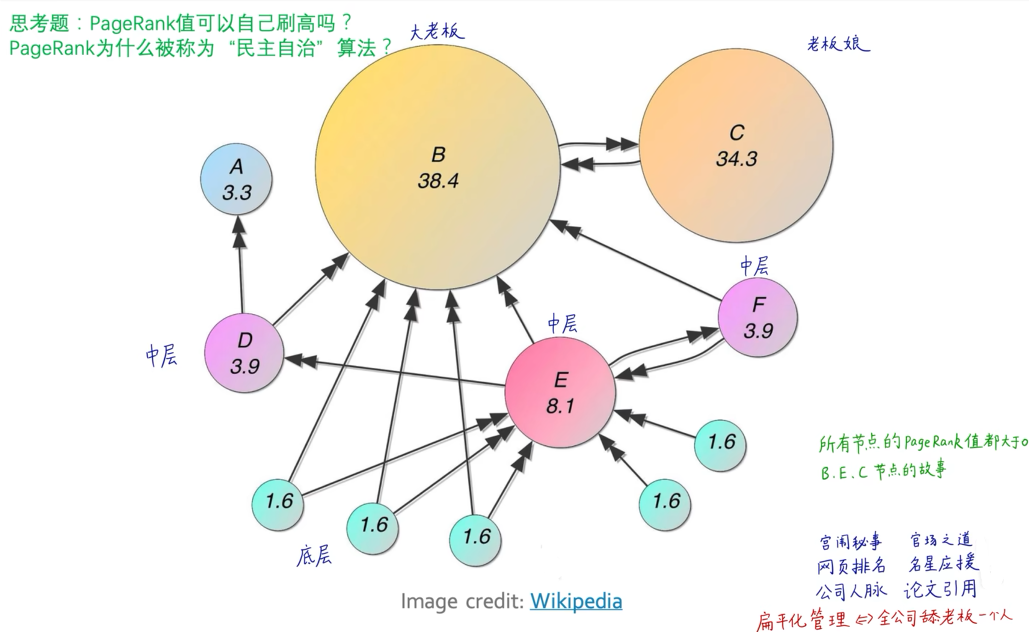 思考题：PageRank值可以自己刷高吗？
PageRank为什么被称为“民主自治”算法？
大老板
老板娘
B
38.4
C
34.3
A
3.3
中层
F
3.9
中层
D
3.9
中层
E
8.1
1.6
1.6
1.6
1.6
1.6
底层
所有节点的PageRank值都大于0
B.E.C节点的故事
宫闱秘事 官场之道
网页排名 名星应援
公司人脉 论文引用
扁平化管理⇔全公司舔老板一个人
Image credit: Wikipedia